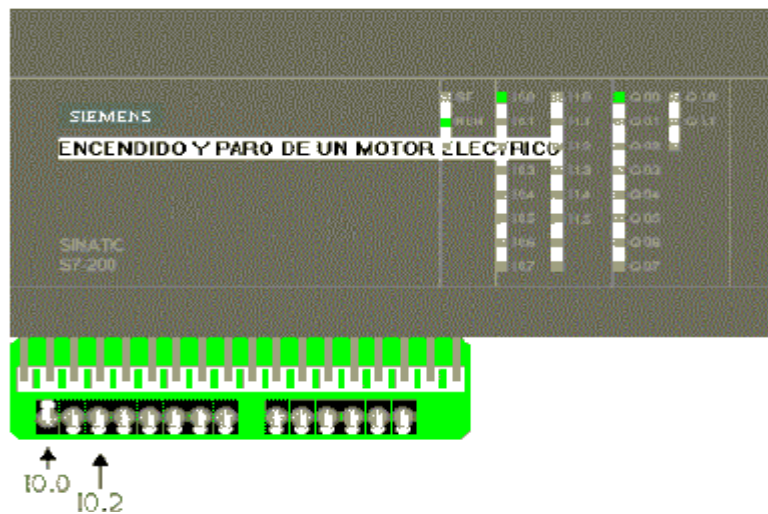 SF I0.0 I1.0 Q0.0 Q1.0
SIEMENS
RUN I0.1 I1.1 Q0.1 Q1.1
ENCENDIDO Y PARO DE UN MOTOR ELECTRICO
Q0.2
I0.3 I1.3 Q0.3
I0.4 I1.4 Q0.4
I0.5 I1.5 Q0.5
SINATIC
I0.6 Q0.6
S7-200
I0.7 Q0.7
I0.0
I0.2